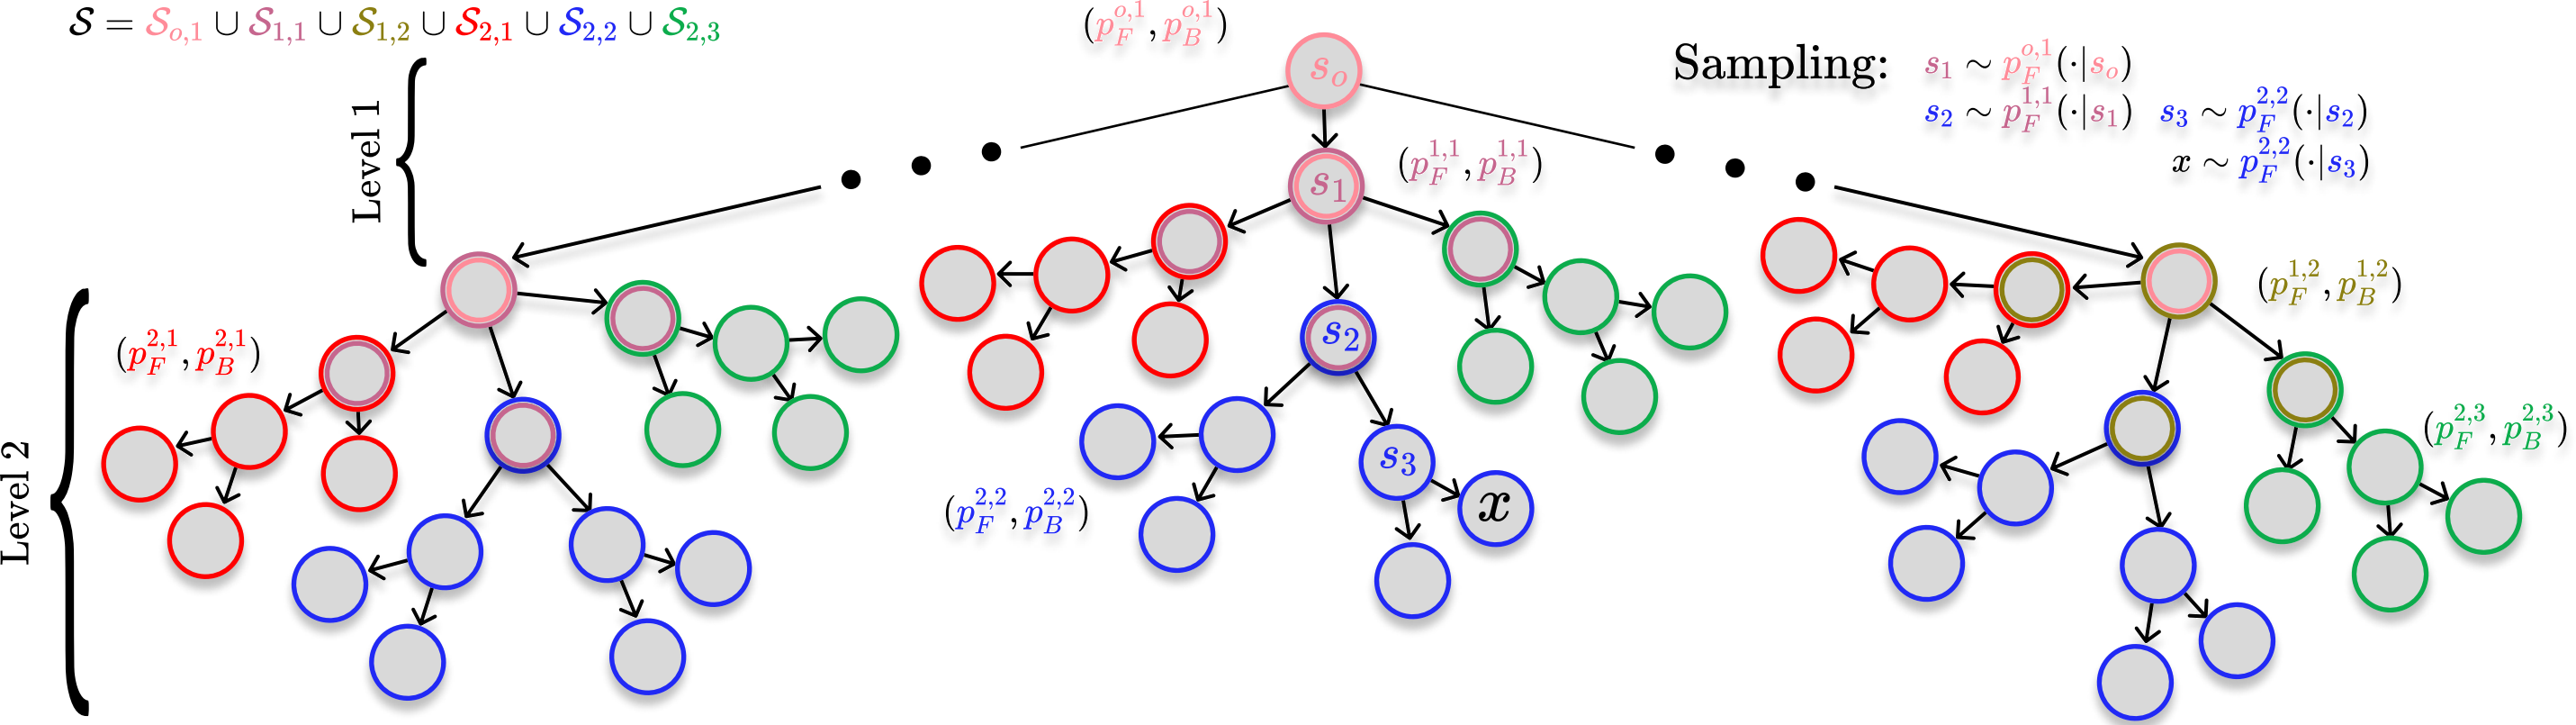 𝒮 = 𝒮_{o,1} ∪ 𝒮_{1,1} ∪ 𝒮_{1,2} ∪ 𝒮_{2,1} ∪ 𝒮_{2,2} ∪ 𝒮_{2,3}
(p_F^{o,1}, p_B^{o,1})
s_o
Sampling:
s_1 ∼ p_F^{o,1}(·|s_o)
s_2 ∼ p_F^{1,1}(·|s_1) s_3 ∼ p_F^{2,2}(·|s_2)
x ∼ p_F^{2,2}(·|s_3)
Level 1
s_1
(p_F^{1,1}, p_B^{1,1})
(p_F^{1,2}, p_B^{1,2})
(p_F^{2,1}, p_B^{2,1})
s_2
(p_F^{2,3}, p_B^{2,3})
Level 2
s_3
(p_F^{2,2}, p_B^{2,2})
x